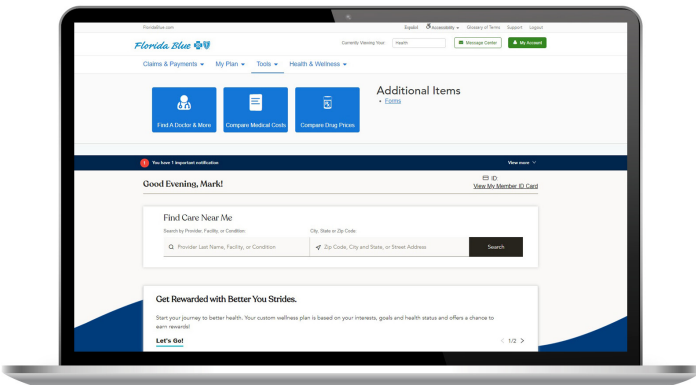 FloridaBlue.com
Español Accessibility Glossary of Terms Support Logout
Florida Blue
Currently Viewing Your: Health Message Center My Account
Claims & Payments My Plan Tools Health & Wellness
Additional Items
Forms
Find A Doctor & More Compare Medical Costs Compare Drug Prices
You have 1 important notification View more
ID
Good Evening, Mark! View My Member ID Card
Find Care Near Me
Search by Provider, Facility, or Condition: City, State or Zip Code:
Provider Last Name, Facility, or Condition Zip Code, City and State, or Street Address Search
Get Rewarded with Better You Strides.
Start your journey to better health. Your custom wellness plan is based on your interests, goals and health status and offers a chance to
earn rewards!
Let's Go! < 1/2 >